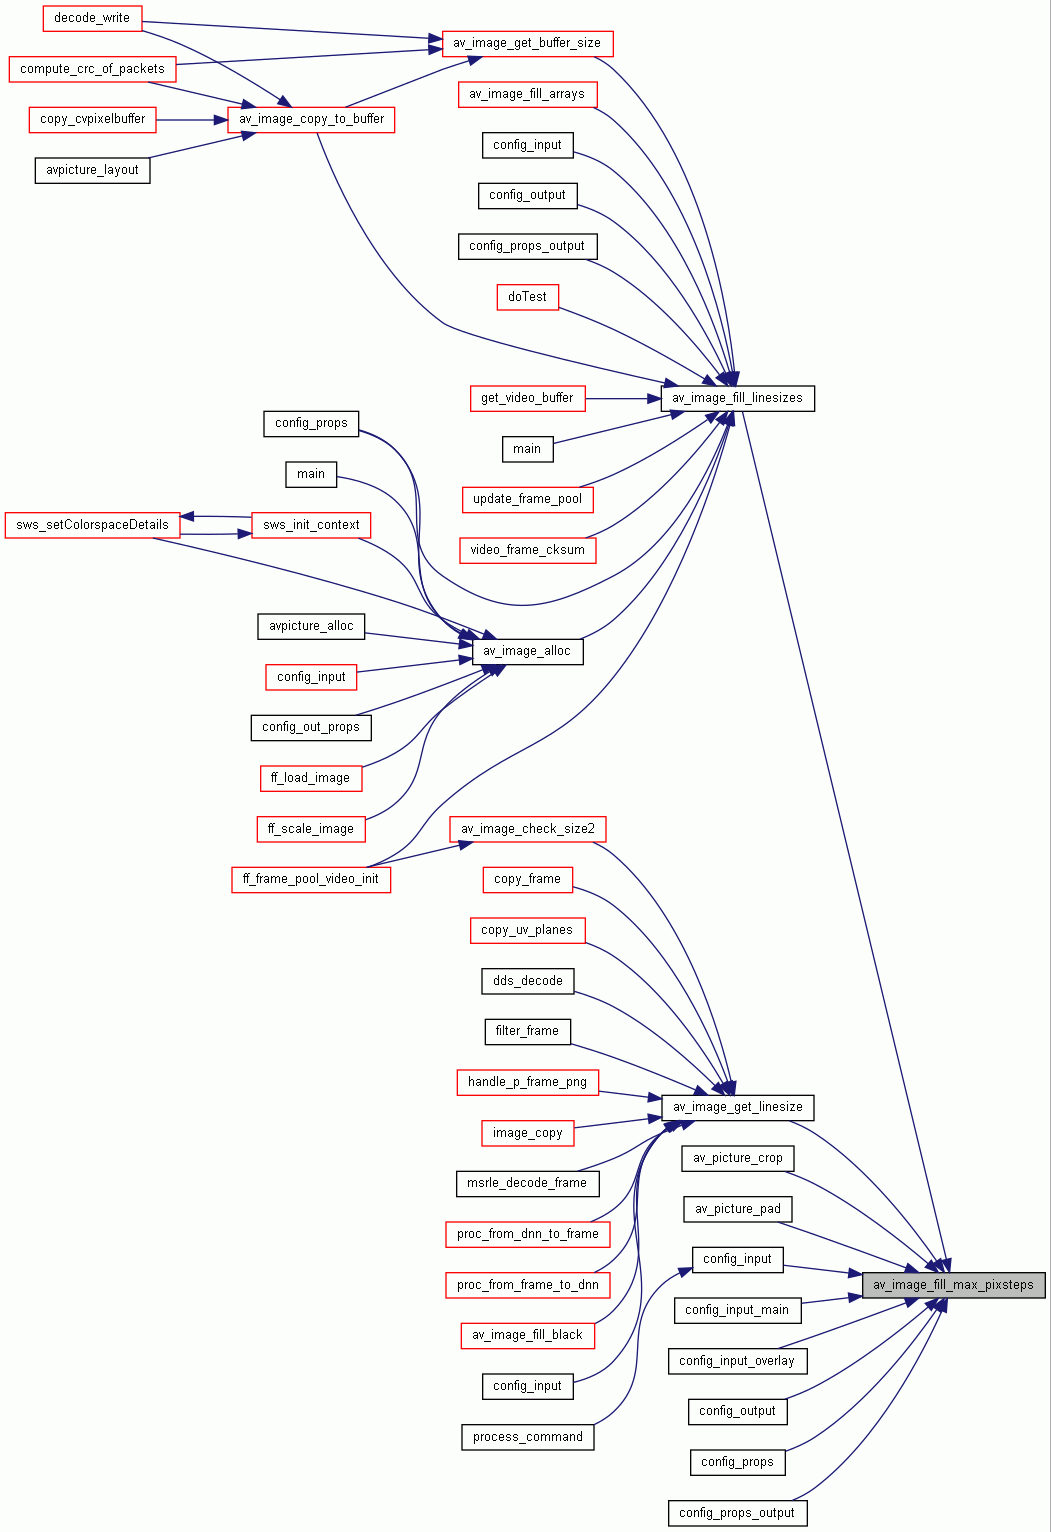 decode_write
av_image_get_buffer_size
compute_crc_of_packets
av_image_fill_arrays
copy_cvpixelbuffer
av_image_copy_to_buffer
config_input
avpicture_layout
config_output
config_props_output
doTest
get_video_buffer
av_image_fill_linesizes
config_props
main
main
update_frame_pool
sws_setColorspaceDetails
sws_init_context
video_frame_cksum
avpicture_alloc
av_image_alloc
config_input
config_out_props
ff_load_image
ff_scale_image
av_image_check_size2
ff_frame_pool_video_init
copy_frame
copy_uv_planes
dds_decode
filter_frame
handle_p_frame_png
av_image_get_linesize
image_copy
av_picture_crop
msrle_decode_frame
av_picture_pad
proc_from_dnn_to_frame
config_input
proc_from_frame_to_dnn
av_image_fill_max_pixsteps
config_input_main
av_image_fill_black
config_input_overlay
config_input
config_output
process_command
config_props
config_props_output